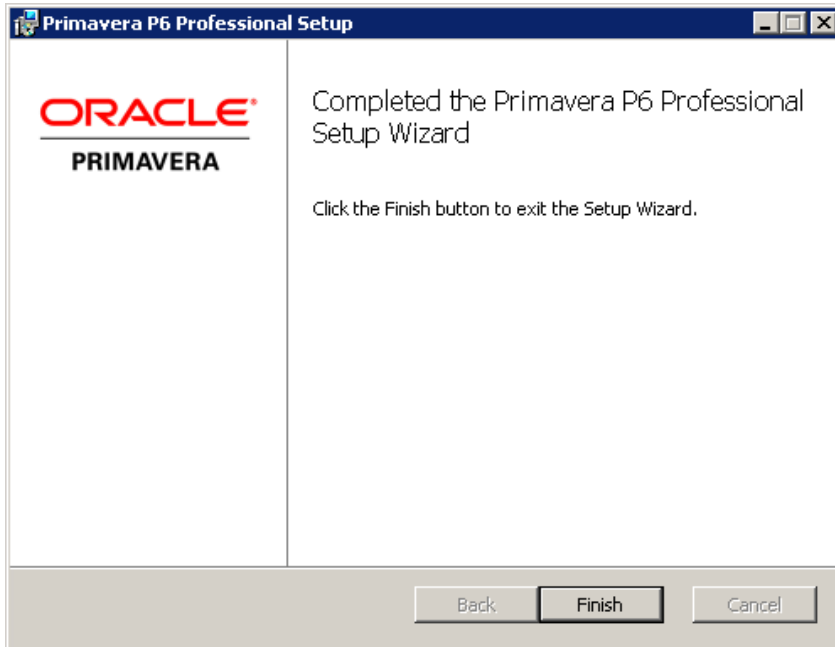 Primavera P6 Professional Setup
ORACLE®
PRIMAVERA
Completed the Primavera P6 Professional
Setup Wizard
Click the Finish button to exit the Setup Wizard.
Back
Finish
Cancel